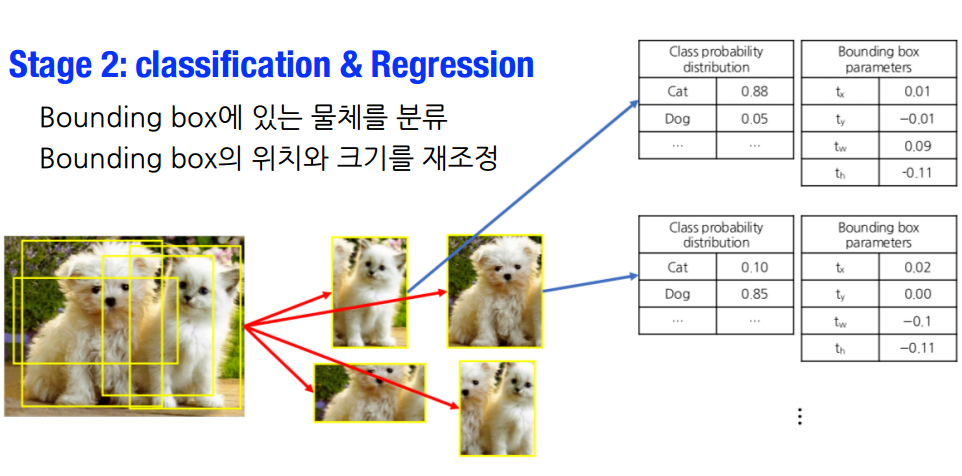 Stage 2: classification & Regression
Bounding box에 있는 물체를 분류
Bounding box의 위치와 크기를 재조정
Class probability
distribution
Cat 0.88
Dog 0.05
... ...
Bounding box
parameters
tx 0.01
ty −0.01
tw 0.09
th -0.11
Class probability
distribution
Cat 0.10
Dog 0.85
... ...
Bounding box
parameters
tx 0.02
ty 0.00
tw −0.1
th −0.11
⋮